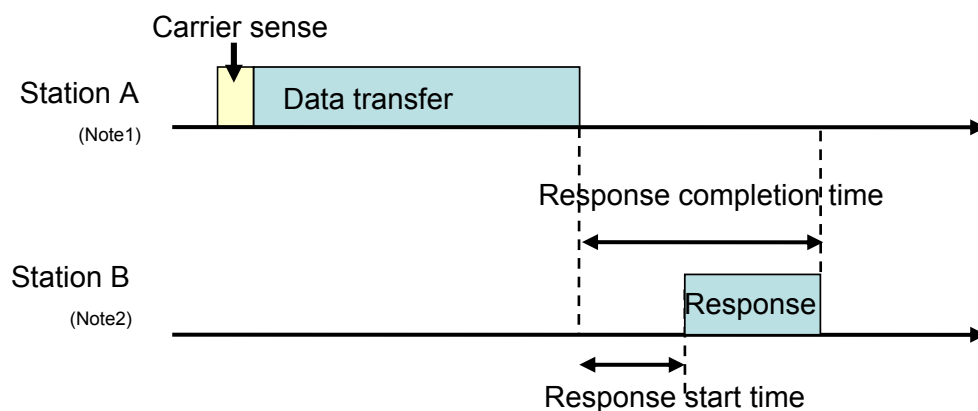 Carrier sense
Station A
Data transfer
(Note1)
Response completion time
Station B
Response
(Note2)
Response start time